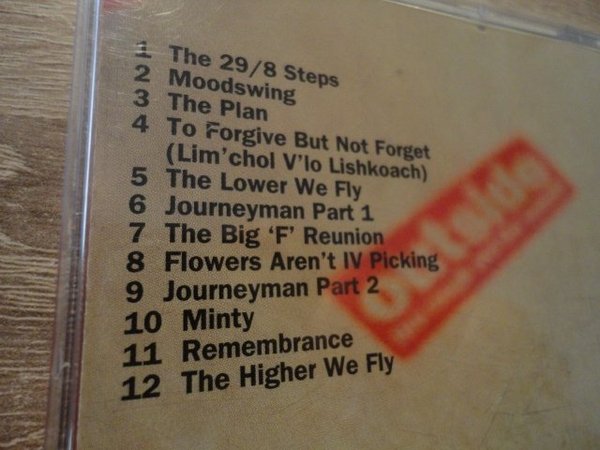 1 The 29/8 Steps
2 Moodswing
3 The Plan
4 To Forgive But Not Forget
(Lim'chol V'lo Lishkoach)
5 The Lower We Fly
6 Journeyman Part 1
7 The Big 'F' Reunion
8 Flowers Aren't IV Picking
9 Journeyman Part 2
10 Minty
11 Remembrance
12 The Higher We Fly
outside